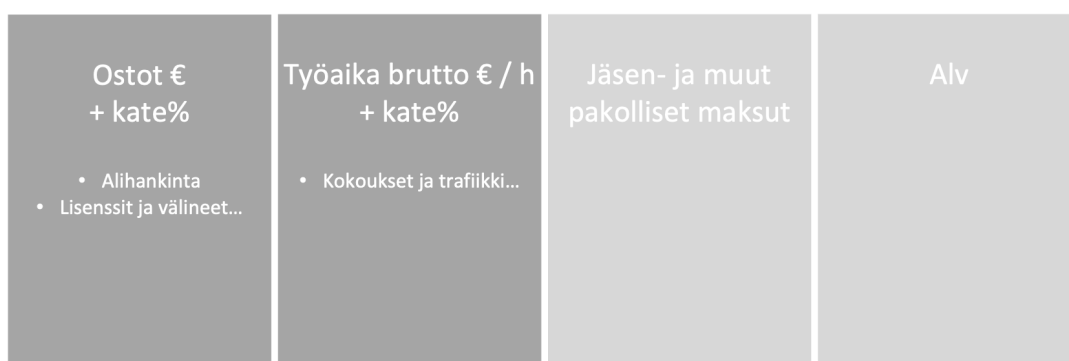 Ostot €
+ kate%
• Alihankinta
• Lisenssit ja välineet...
Työaika brutto € / h
+ kate%
• Kokoukset ja trafiikki...
Jäsen- ja muut
pakolliset maksut
Alv